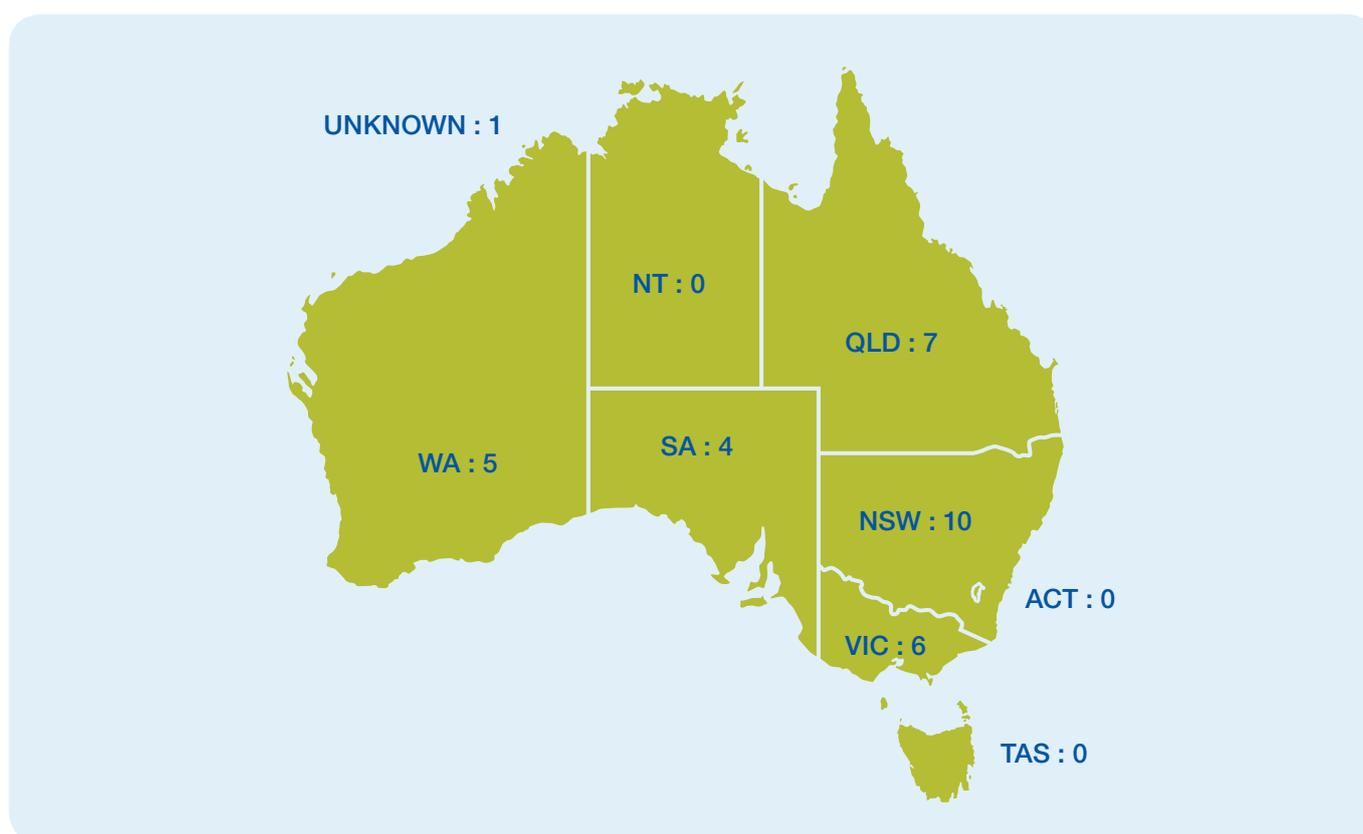 UNKNOWN : 1
NT : 0
QLD : 7
SA : 4
WA : 5
NSW : 10
ACT : 0
VIC : 6
TAS : 0